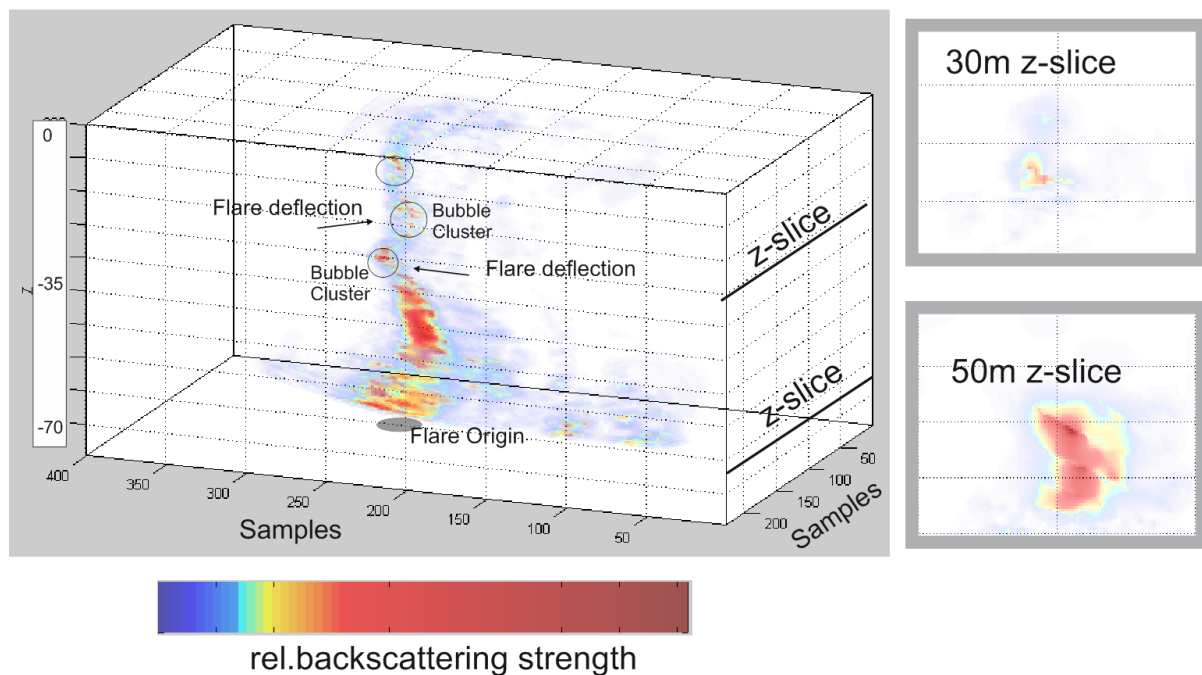 0
-35
-70
Z
Flare deflection
Bubble
Cluster
Bubble
Cluster
Flare deflection
Flare Origin
z-slice
z-slice
400
350
300
250
200
150
100
50
Samples
200
150
100
50
Samples
30m z-slice
50m z-slice
rel.backscattering strength